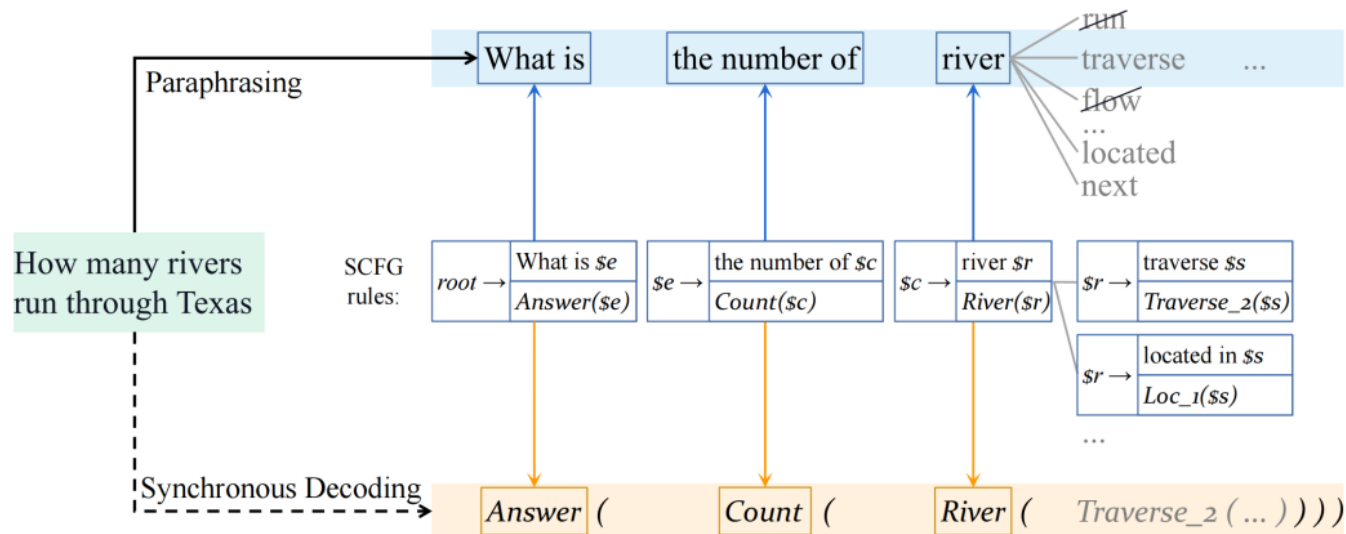 run
What is the number of river traverse ...
Paraphrasing
flow
...
located
next
How many rivers
run through Texas
SCFG
rules:
root → What is $e
Answer($e)
$e → the number of $c
Count($c)
$c → river $r
River($r)
$r → traverse $s
Traverse_2($s)
$r → located in $s
Loc_1($s)
...
Synchronous Decoding
Answer ( Count ( River ( Traverse_2 ( ... ) ) ) )